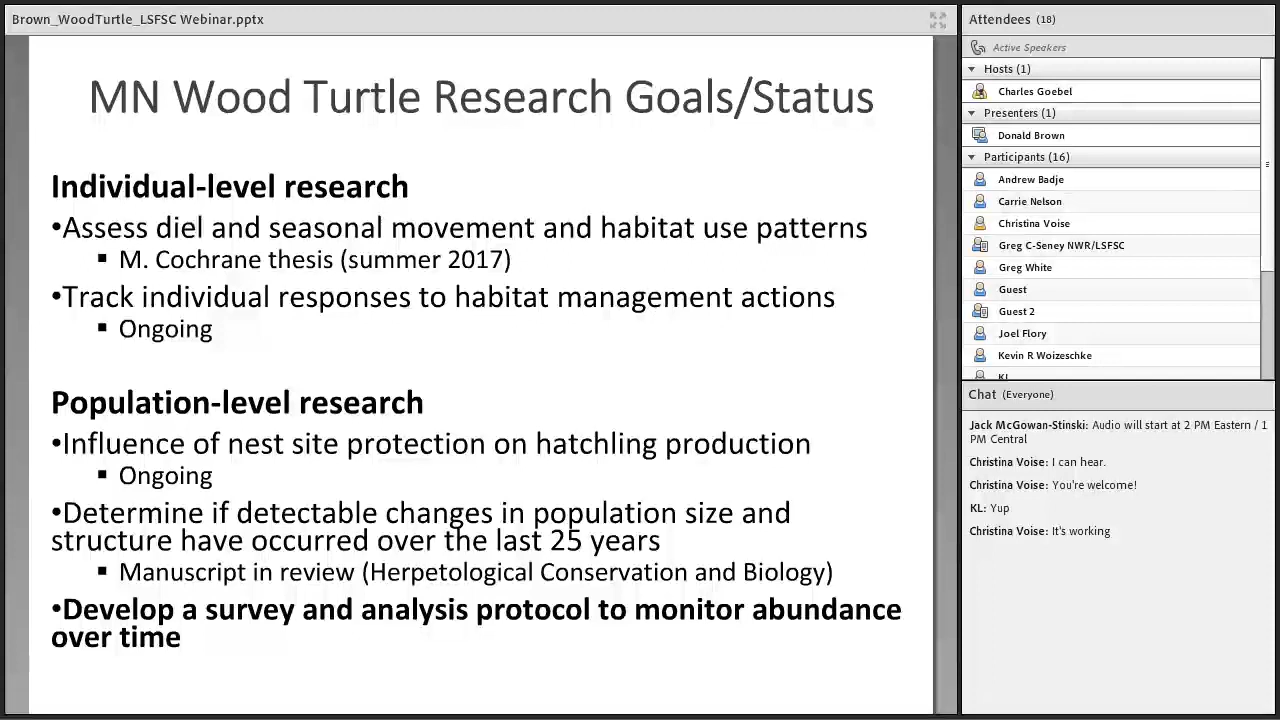 Brown_WoodTurtle_LSFSC Webinar.pptx
MN Wood Turtle Research Goals/Status
Individual-level research
•Assess diel and seasonal movement and habitat use patterns
▪ M. Cochrane thesis (summer 2017)
•Track individual responses to habitat management actions
▪ Ongoing
Population-level research
•Influence of nest site protection on hatchling production
▪ Ongoing
•Determine if detectable changes in population size and
structure have occurred over the last 25 years
▪ Manuscript in review (Herpetological Conservation and Biology)
•Develop a survey and analysis protocol to monitor abundance
over time
Attendees (18)
Active Speakers
Hosts (1)
Charles Goebel
Presenters (1)
Donald Brown
Participants (16)
Andrew Badje
Carrie Nelson
Christina Voise
Greg C-Seney NWR/LSFSC
Greg White
Guest
Guest 2
Joel Flory
Kevin R Woizeschke
KL
Chat (Everyone)
Jack McGowan-Stinski: Audio will start at 2 PM Eastern / 1
PM Central
Christina Voise: I can hear.
Christina Voise: You're welcome!
KL: Yup
Christina Voise: It's working